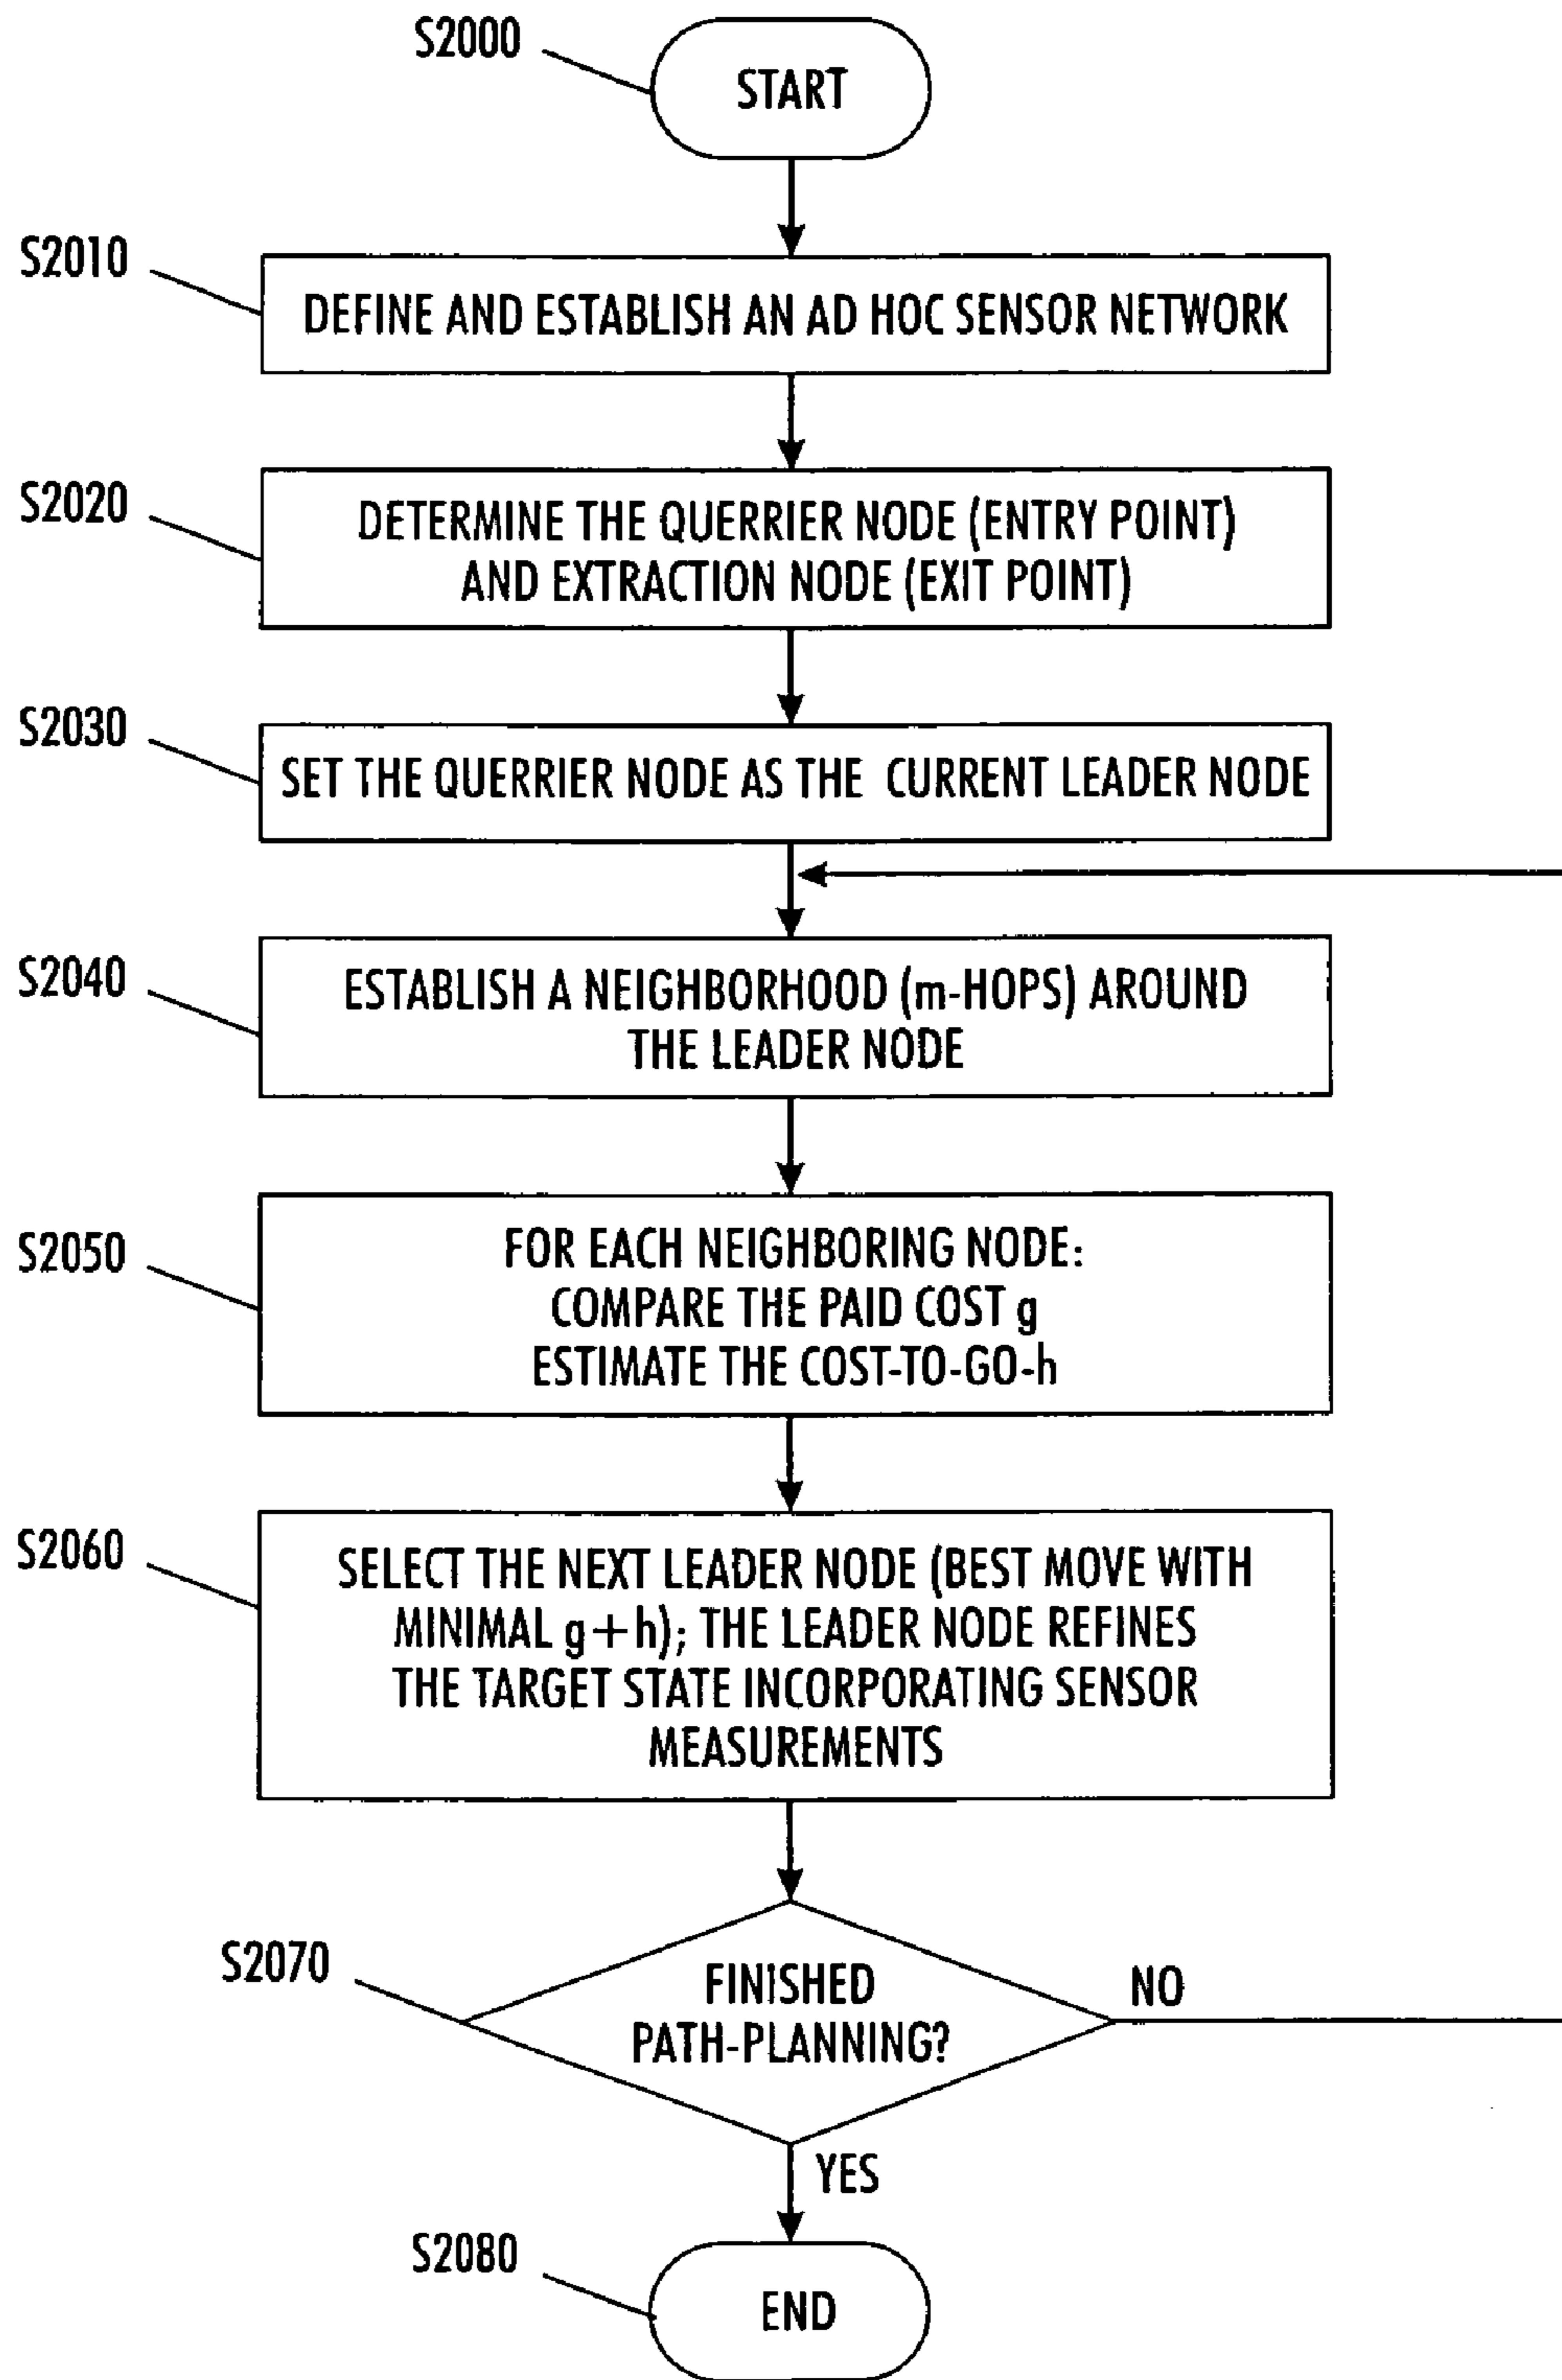 S2000
START
S2010
DEFINE AND ESTABLISH AN AD HOC SENSOR NETWORK
S2020
DETERMINE THE QUERRIER NODE (ENTRY POINT)
AND EXTRACTION NODE (EXIT POINT)
S2030
SET THE QUERRIER NODE AS THE CURRENT LEADER NODE
S2040
ESTABLISH A NEIGHBORHOOD (m-HOPS) AROUND
THE LEADER NODE
S2050
FOR EACH NEIGHBORING NODE:
COMPARE THE PAID COST g
ESTIMATE THE COST-TO-GO-h
S2060
SELECT THE NEXT LEADER NODE (BEST MOVE WITH
MINIMAL g+h); THE LEADER NODE REFINES
THE TARGET STATE INCORPORATING SENSOR
MEASUREMENTS
S2070
FINISHED
PATH-PLANNING?
NO
YES
S2080
END